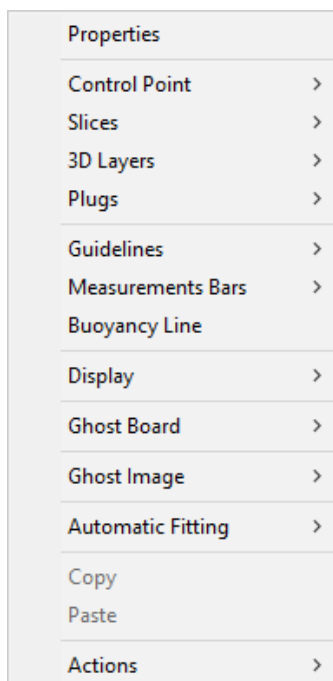 Properties
Control Point
Slices
3D Layers
Plugs
Guidelines
Measurements Bars
Buoyancy Line
Display
Ghost Board
Ghost Image
Automatic Fitting
Copy
Paste
Actions